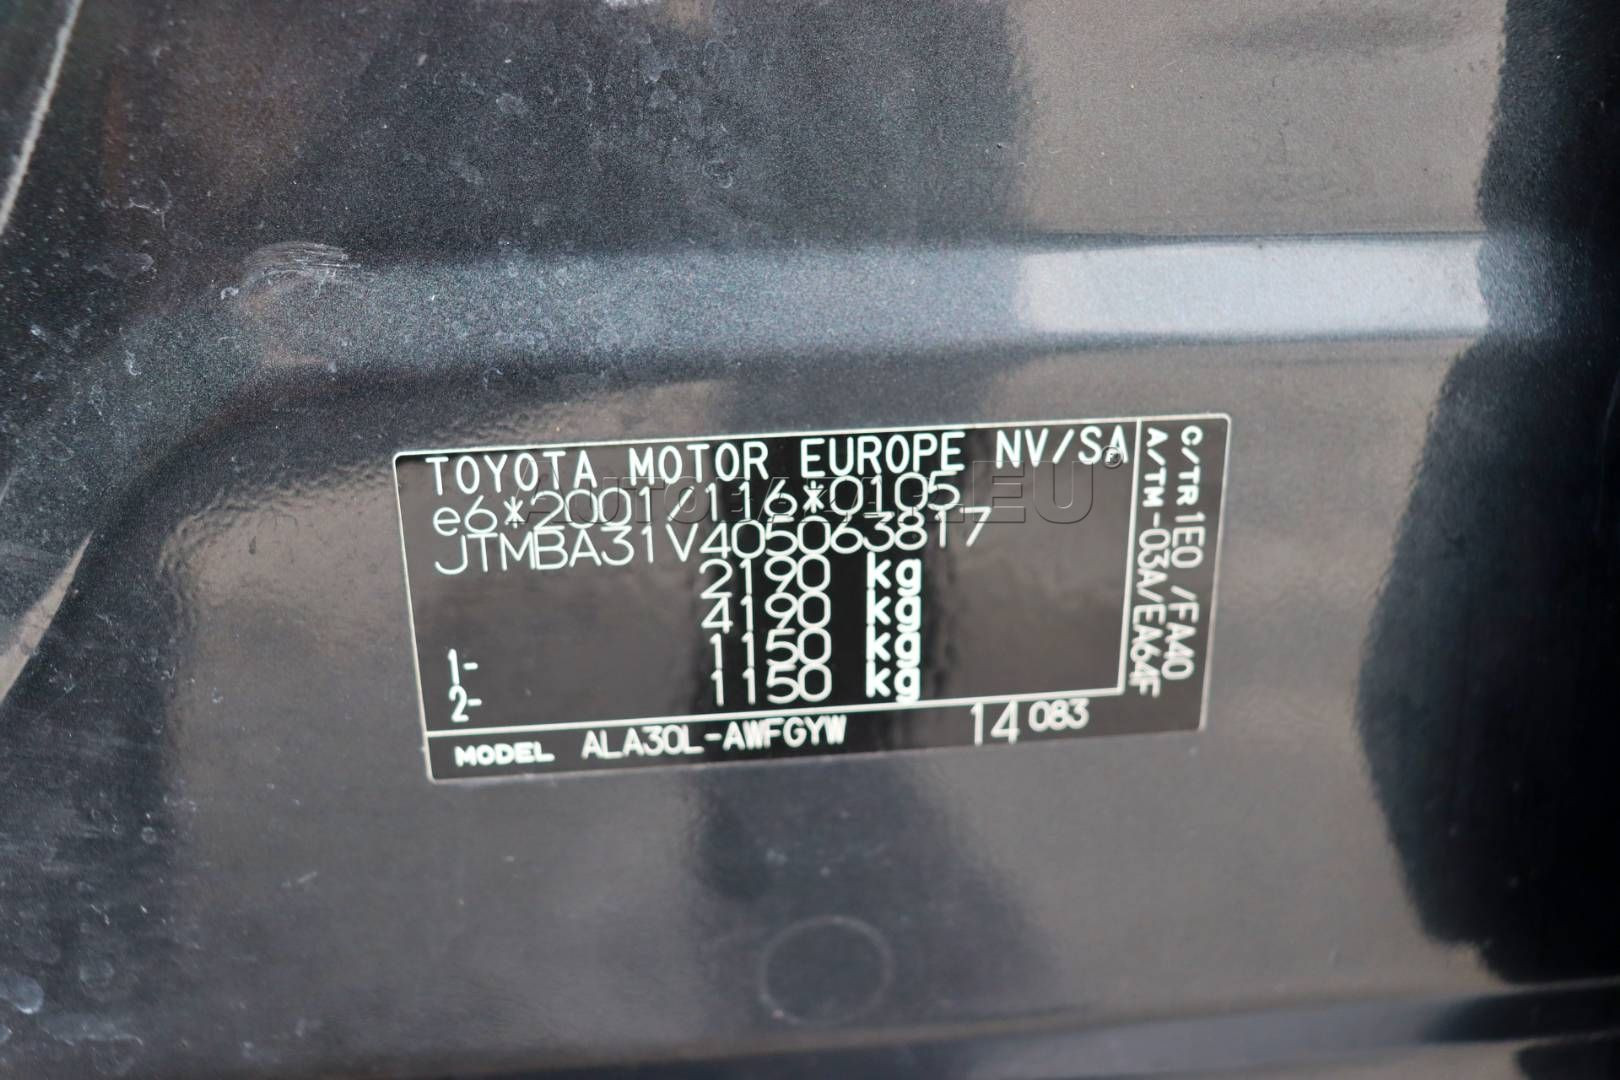 TOYOTA MOTOR EUROPE NV/SA
e6*2001/116*0105
JTMBA31V405063817
2190 kg
4190 kg
1- 1150 kg
2- 1150 kg
MODEL ALA30L-AWFGYW 14 083
C/TR 1E0 /FA40
A/TM-03A/EA64F